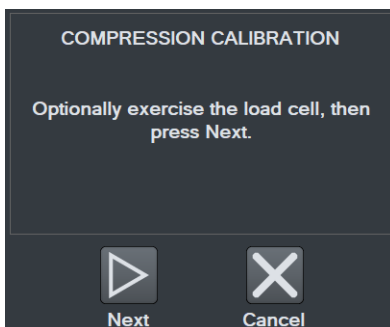 COMPRESSION CALIBRATION
Optionally exercise the load cell, then
press Next.
Next
Cancel